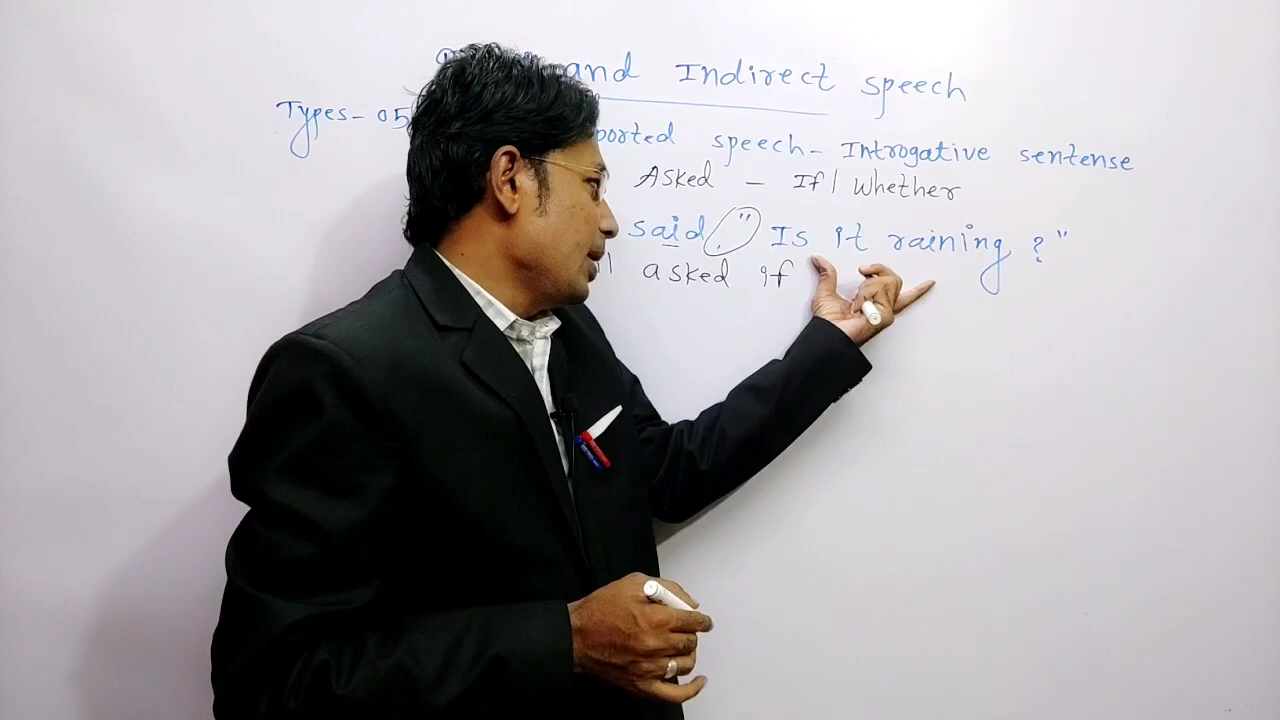 and Indirect speech
Types- 05 ported speech- Introgative sentense
Asked - If / Whether
said, " Is it raining ? "
asked if